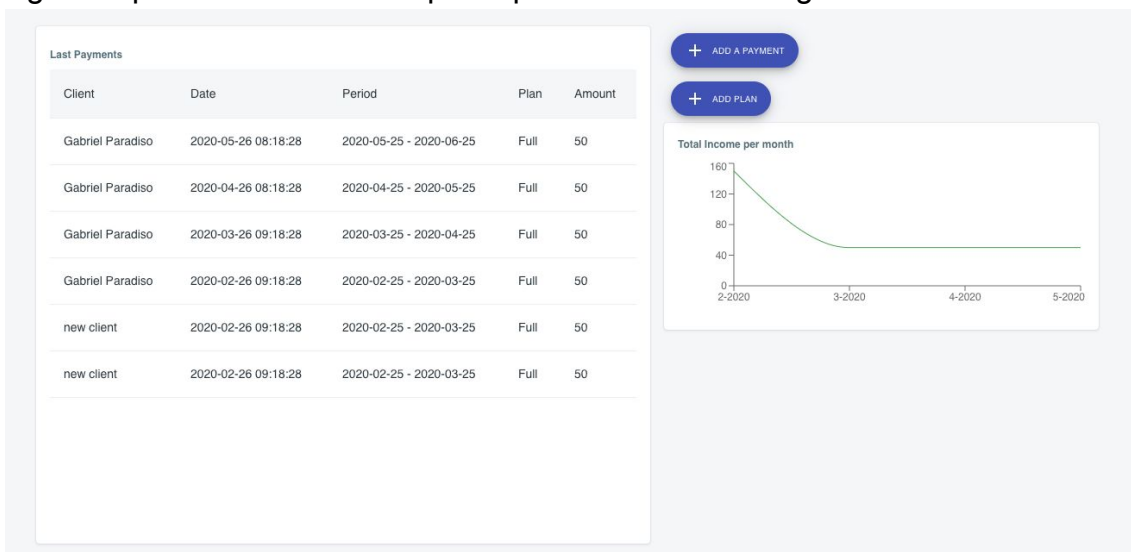 Last Payments
Client Date Period Plan Amount
Gabriel Paradiso 2020-05-26 08:18:28 2020-05-25 - 2020-06-25 Full 50
Gabriel Paradiso 2020-04-26 08:18:28 2020-04-25 - 2020-05-25 Full 50
Gabriel Paradiso 2020-03-26 09:18:28 2020-03-25 - 2020-04-25 Full 50
Gabriel Paradiso 2020-02-26 09:18:28 2020-02-25 - 2020-03-25 Full 50
new client 2020-02-26 09:18:28 2020-02-25 - 2020-03-25 Full 50
new client 2020-02-26 09:18:28 2020-02-25 - 2020-03-25 Full 50
+ ADD A PAYMENT
+ ADD PLAN
Total Income per month
160
120
80
40
0
2-2020 3-2020 4-2020 5-2020